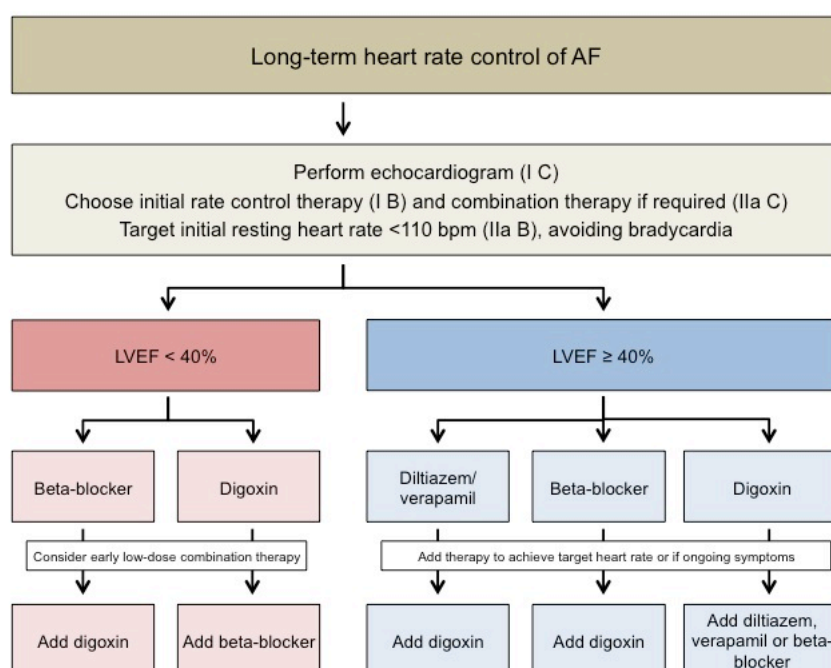 Long-term heart rate control of AF
Perform echocardiogram (I C)
Choose initial rate control therapy (I B) and combination therapy if required (IIa C)
Target initial resting heart rate <110 bpm (IIa B), avoiding bradycardia
LVEF < 40%
LVEF ≥ 40%
Beta-blocker
Digoxin
Diltiazem/
verapamil
Beta-blocker
Digoxin
Consider early low-dose combination therapy
Add therapy to achieve target heart rate or if ongoing symptoms
Add digoxin
Add beta-blocker
Add digoxin
Add digoxin
Add diltiazem,
verapamil or beta-
blocker